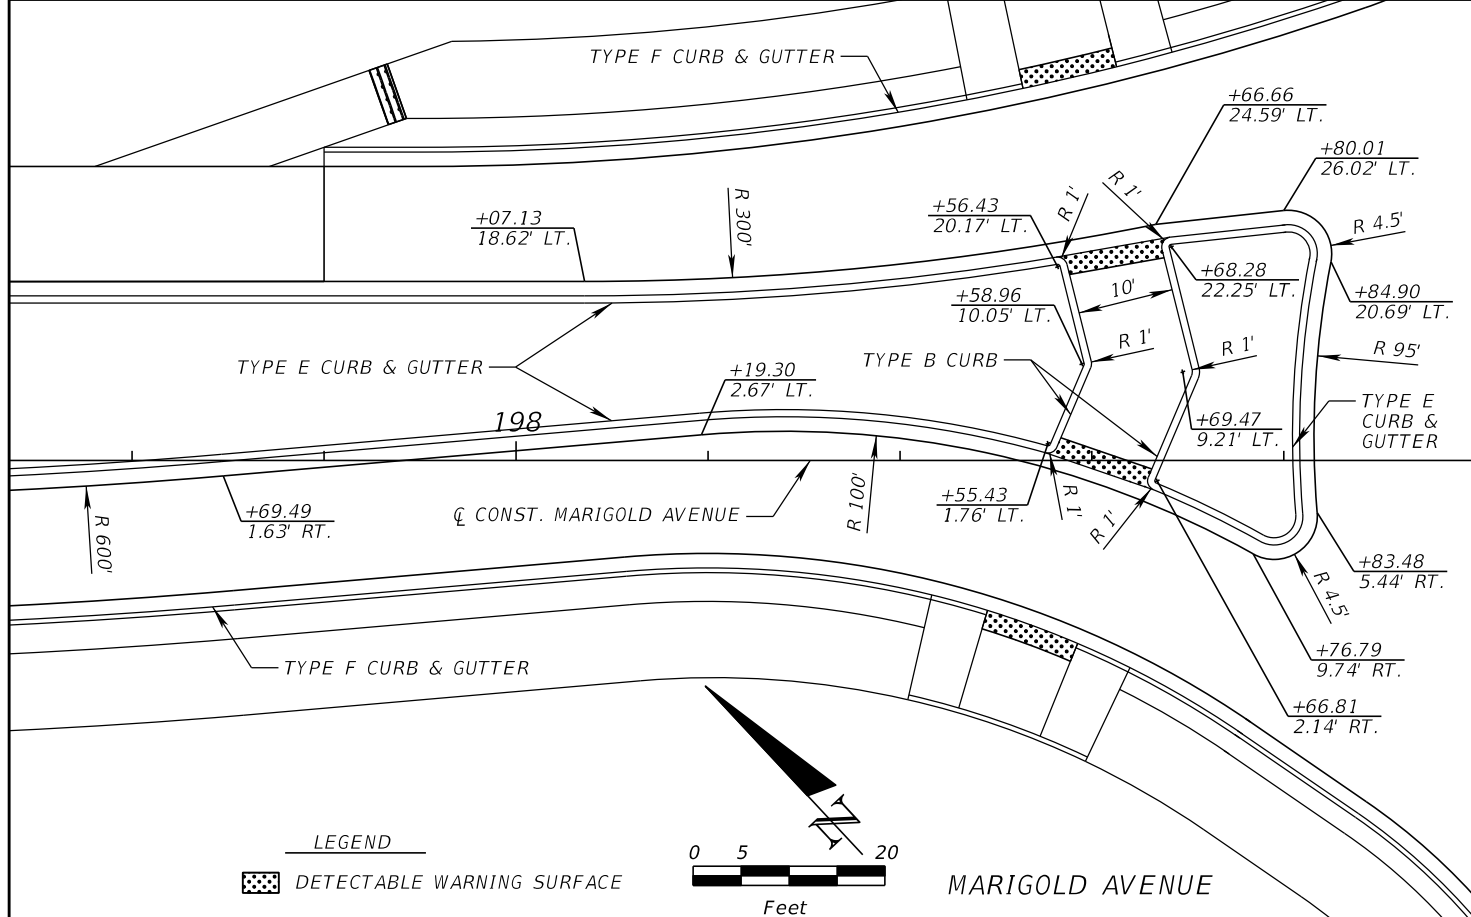 TYPE F CURB & GUTTER
+66.66
24.59' LT.
+80.01
26.02' LT.
R 1'
R 1'
R 300'
+56.43
20.17' LT.
+07.13
18.62' LT.
R 4.5'
+68.28
22.25' LT.
10'
+58.96
10.05' LT.
+84.90
20.69' LT.
R 1'
R 1'
R 95'
TYPE E CURB & GUTTER
TYPE B CURB
+19.30
2.67' LT.
TYPE E
CURB &
GUTTER
198
+69.47
9.21' LT.
+55.43
1.76' LT.
R 1'
R 1'
R 100'
℄ CONST. MARIGOLD AVENUE
+69.49
1.63' RT.
R 600'
+83.48
5.44' RT.
R 4.5'
+76.79
9.74' RT.
+66.81
2.14' RT.
TYPE F CURB & GUTTER
N
LEGEND
DETECTABLE WARNING SURFACE
0 5 20
Feet
MARIGOLD AVENUE